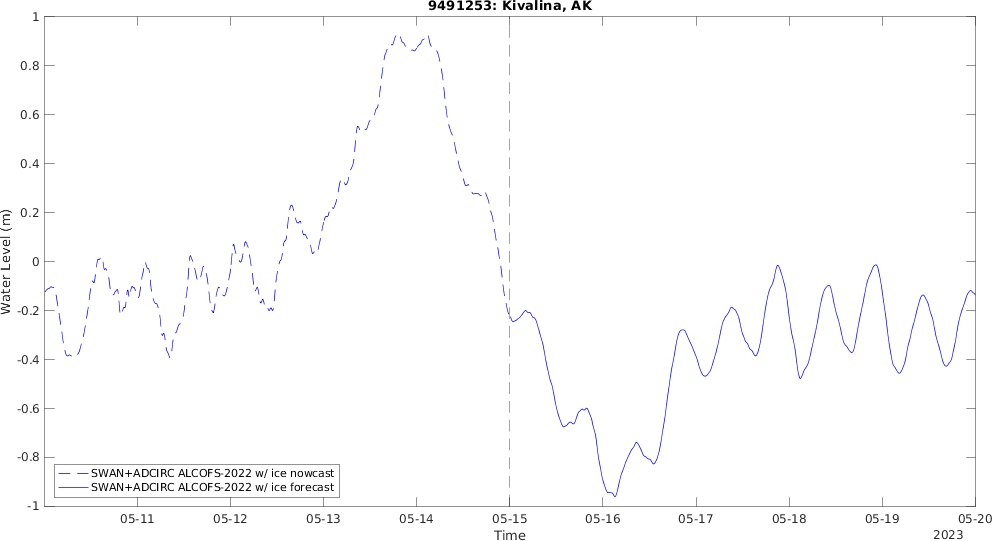 9491253: Kivalina, AK
1
0.8
0.6
0.4
0.2
0
-0.2
-0.4
-0.6
-0.8
-1
Water Level (m)
SWAN+ADCIRC ALCOFS-2022 w/ ice nowcast
SWAN+ADCIRC ALCOFS-2022 w/ ice forecast
05-11 05-12 05-13 05-14 05-15 05-16 05-17 05-18 05-19 05-20
Time
2023